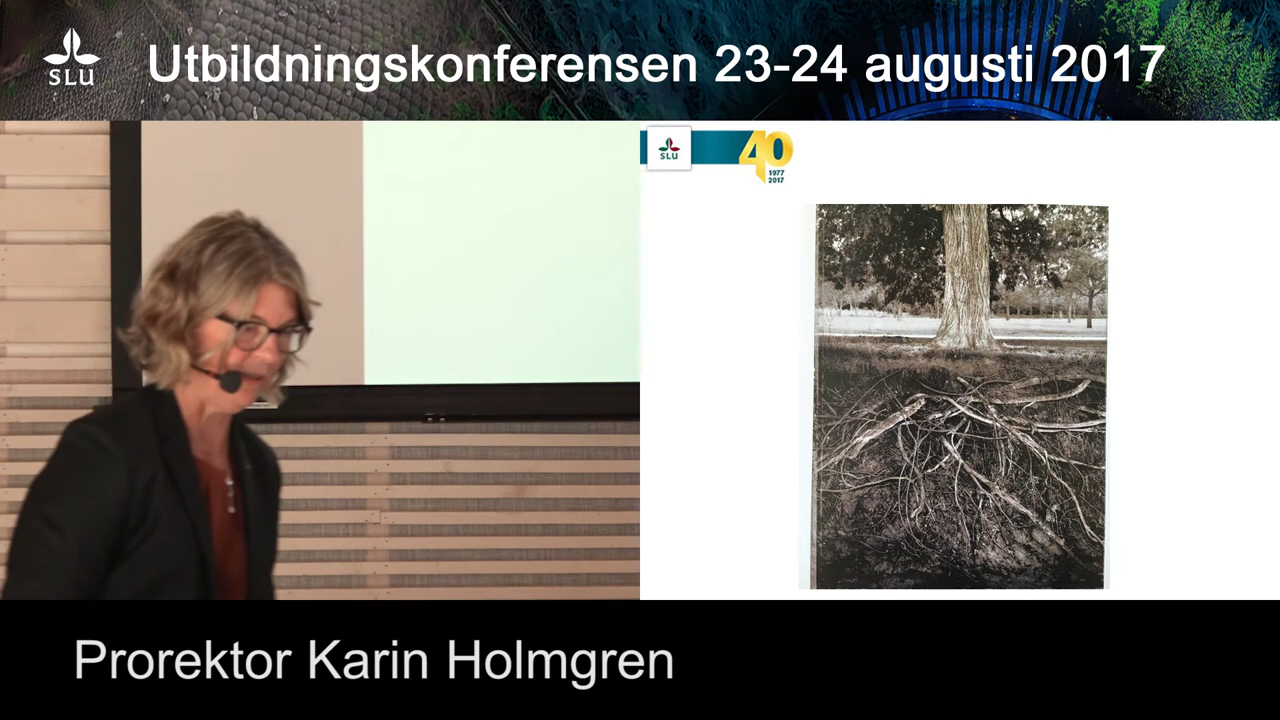 SLU
Utbildningskonferensen 23-24 augusti 2017
SLU
40
1977
2017
Prorektor Karin Holmgren